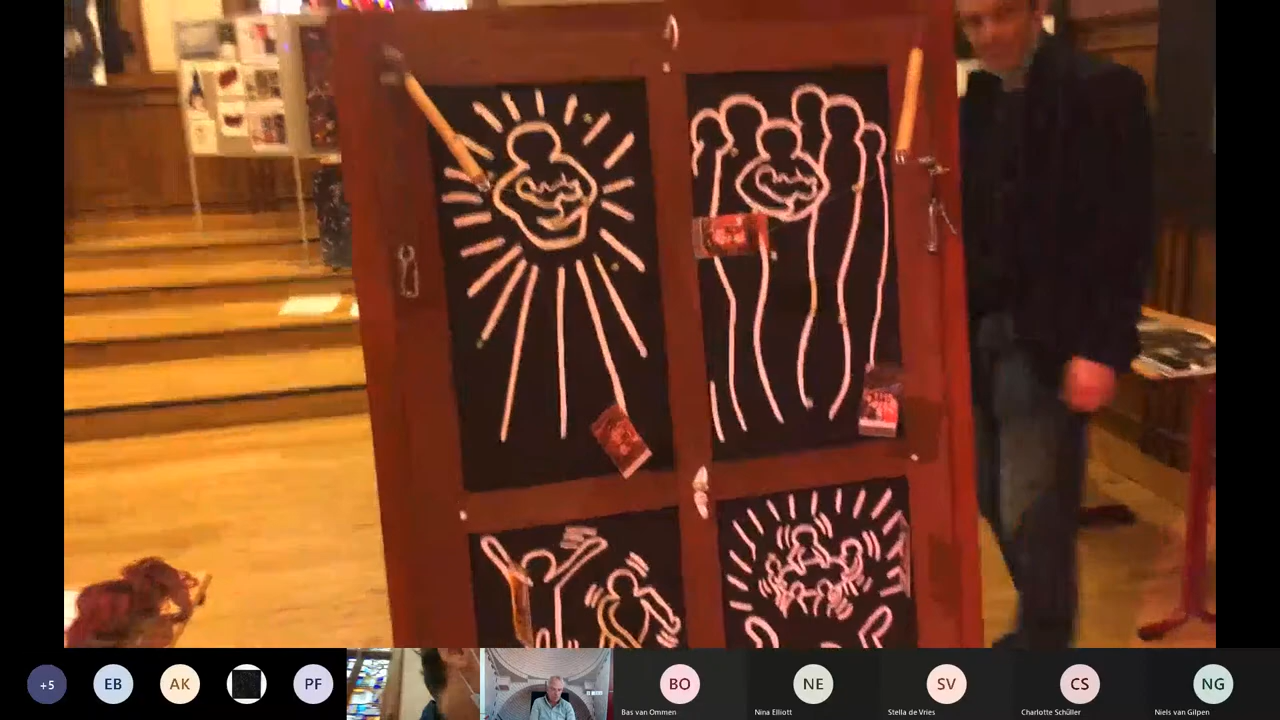 +5
EB
AK
PF
BO
Bas van Ommen
NE
Nina Elliott
SV
Stella de Vries
CS
Charlotte Schüller
NG
Niels van Gilpen